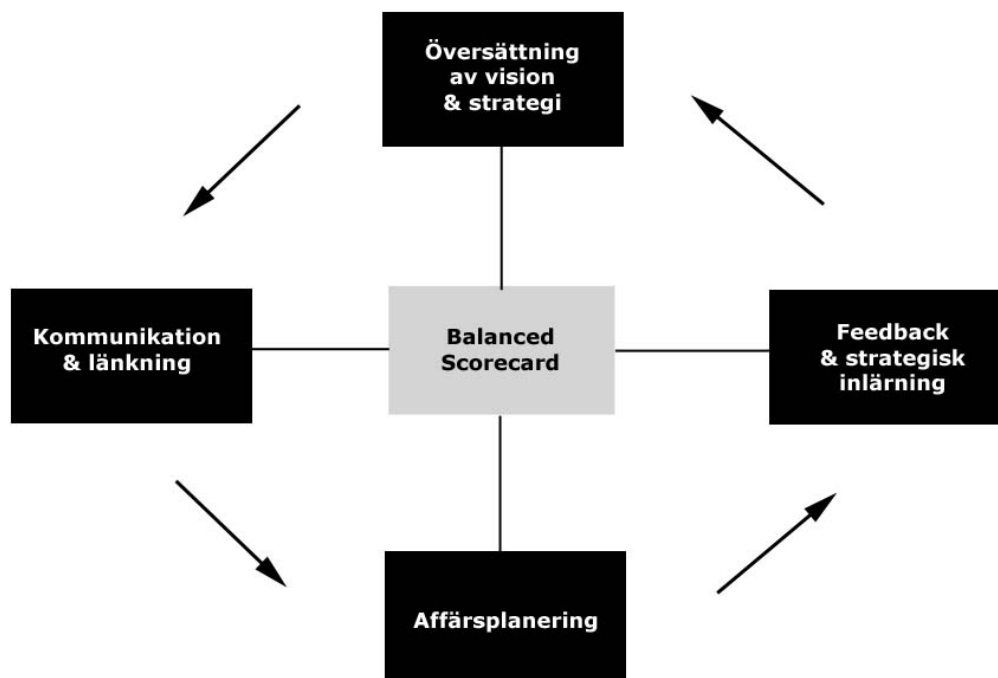 Översättning
av vision
& strategi
Kommunikation
& länkning
Balanced
Scorecard
Feedback
& strategisk
inlärning
Affärsplanering